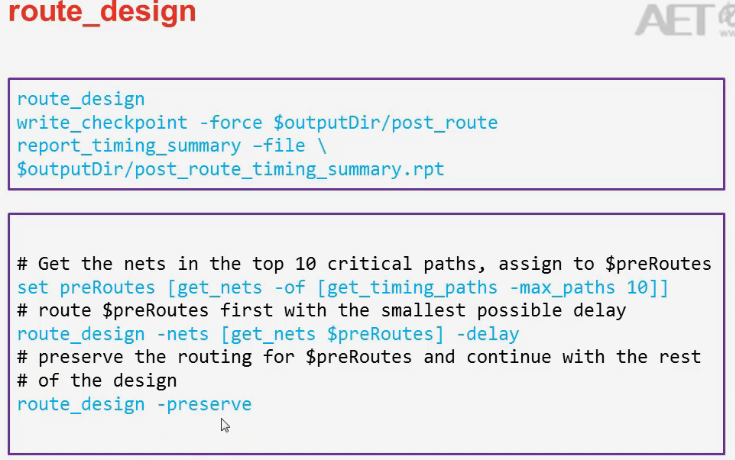 route_design
AET
route_design
write_checkpoint -force $outputDir/post_route
report_timing_summary –file \
$outputDir/post_route_timing_summary.rpt
# Get the nets in the top 10 critical paths, assign to $preRoutes
set preRoutes [get_nets -of [get_timing_paths -max_paths 10]]
# route $preRoutes first with the smallest possible delay
route_design -nets [get_nets $preRoutes] -delay
# preserve the routing for $preRoutes and continue with the rest
# of the design
route_design -preserve